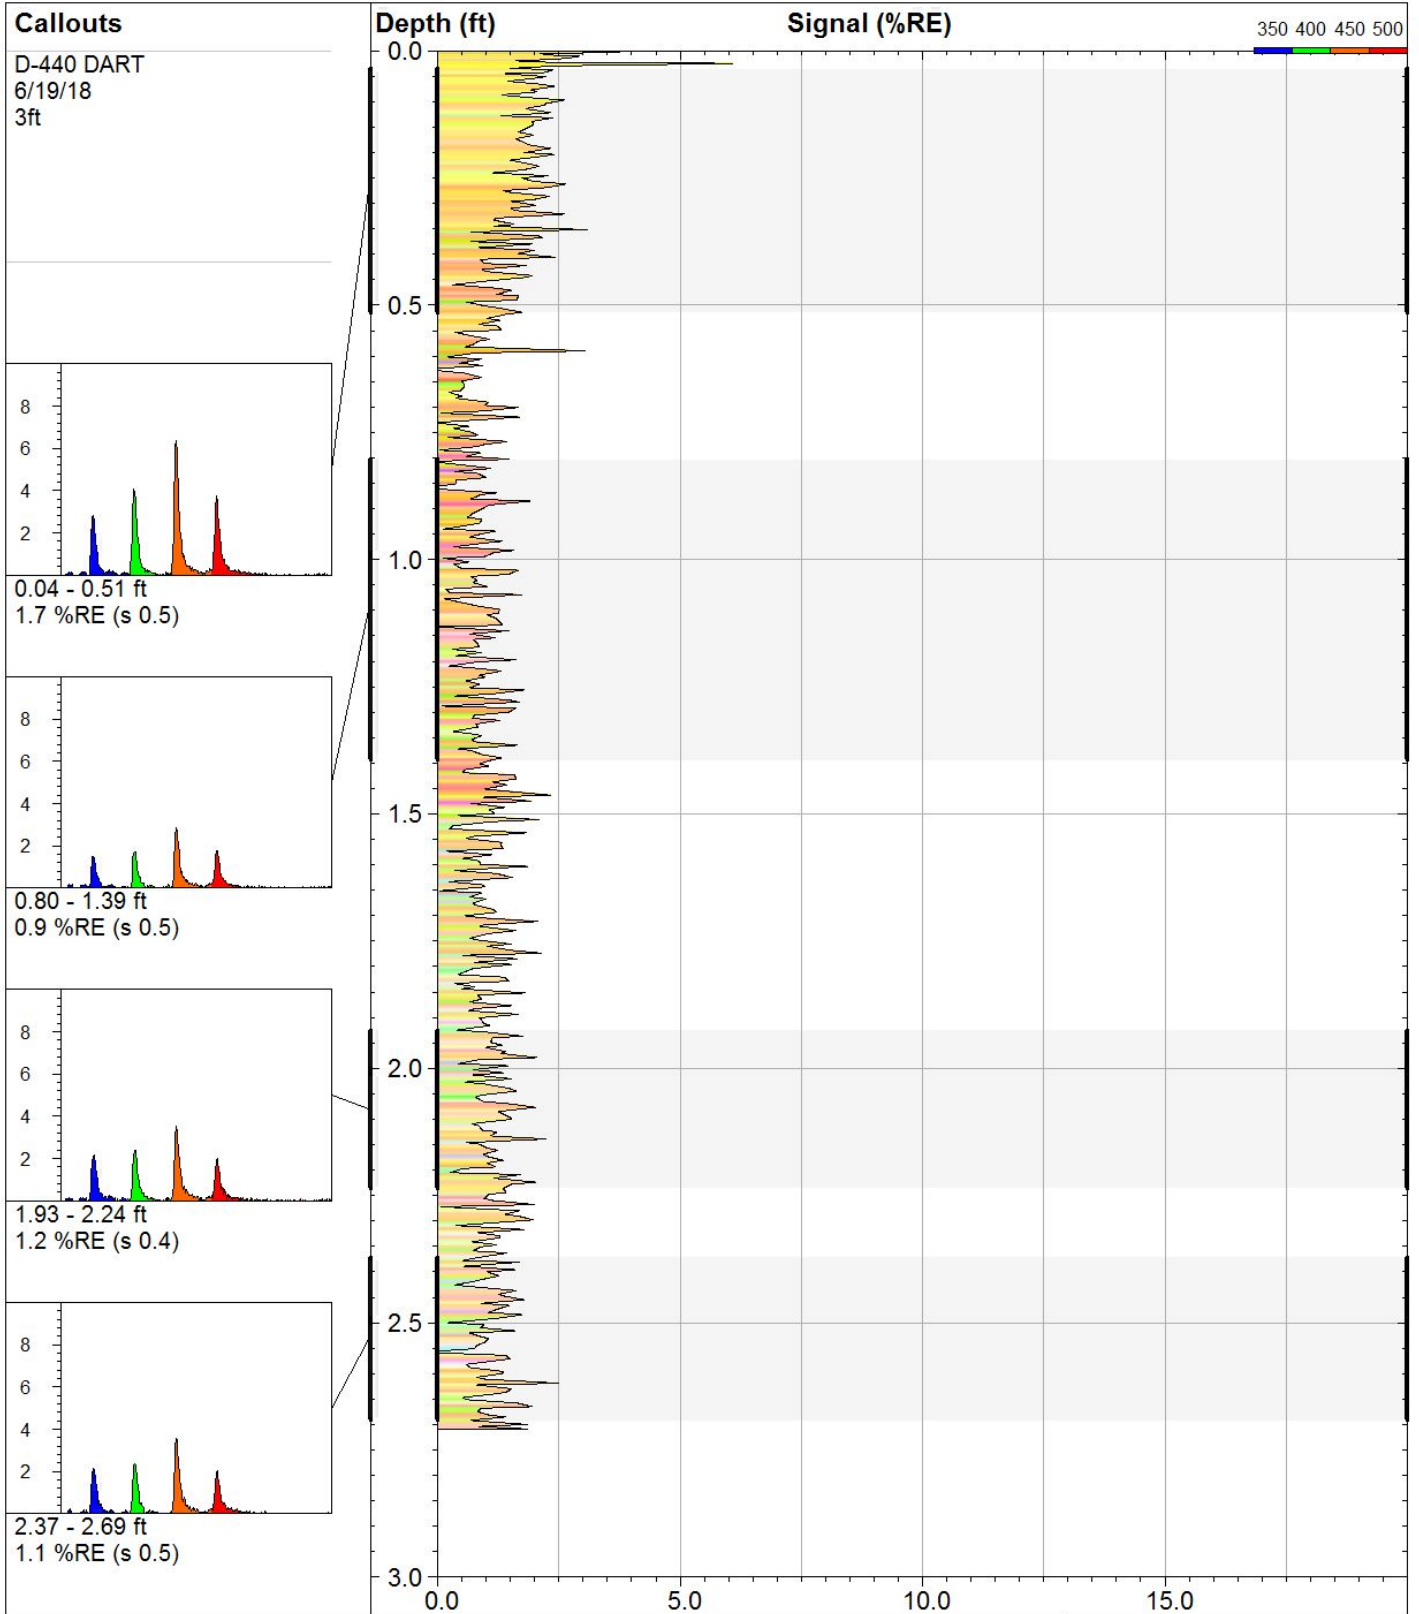 Callouts
Depth (ft)
Signal (%RE)
350 400 450 500
D-440 DART
6/19/18
3ft
8
6
4
2
0.04 - 0.51 ft
1.7 %RE (s 0.5)
8
6
4
2
0.80 - 1.39 ft
0.9 %RE (s 0.5)
8
6
4
2
1.93 - 2.24 ft
1.2 %RE (s 0.4)
8
6
4
2
2.37 - 2.69 ft
1.1 %RE (s 0.5)
0.0
0.5
1.0
1.5
2.0
2.5
3.0
0.0 5.0 10.0 15.0